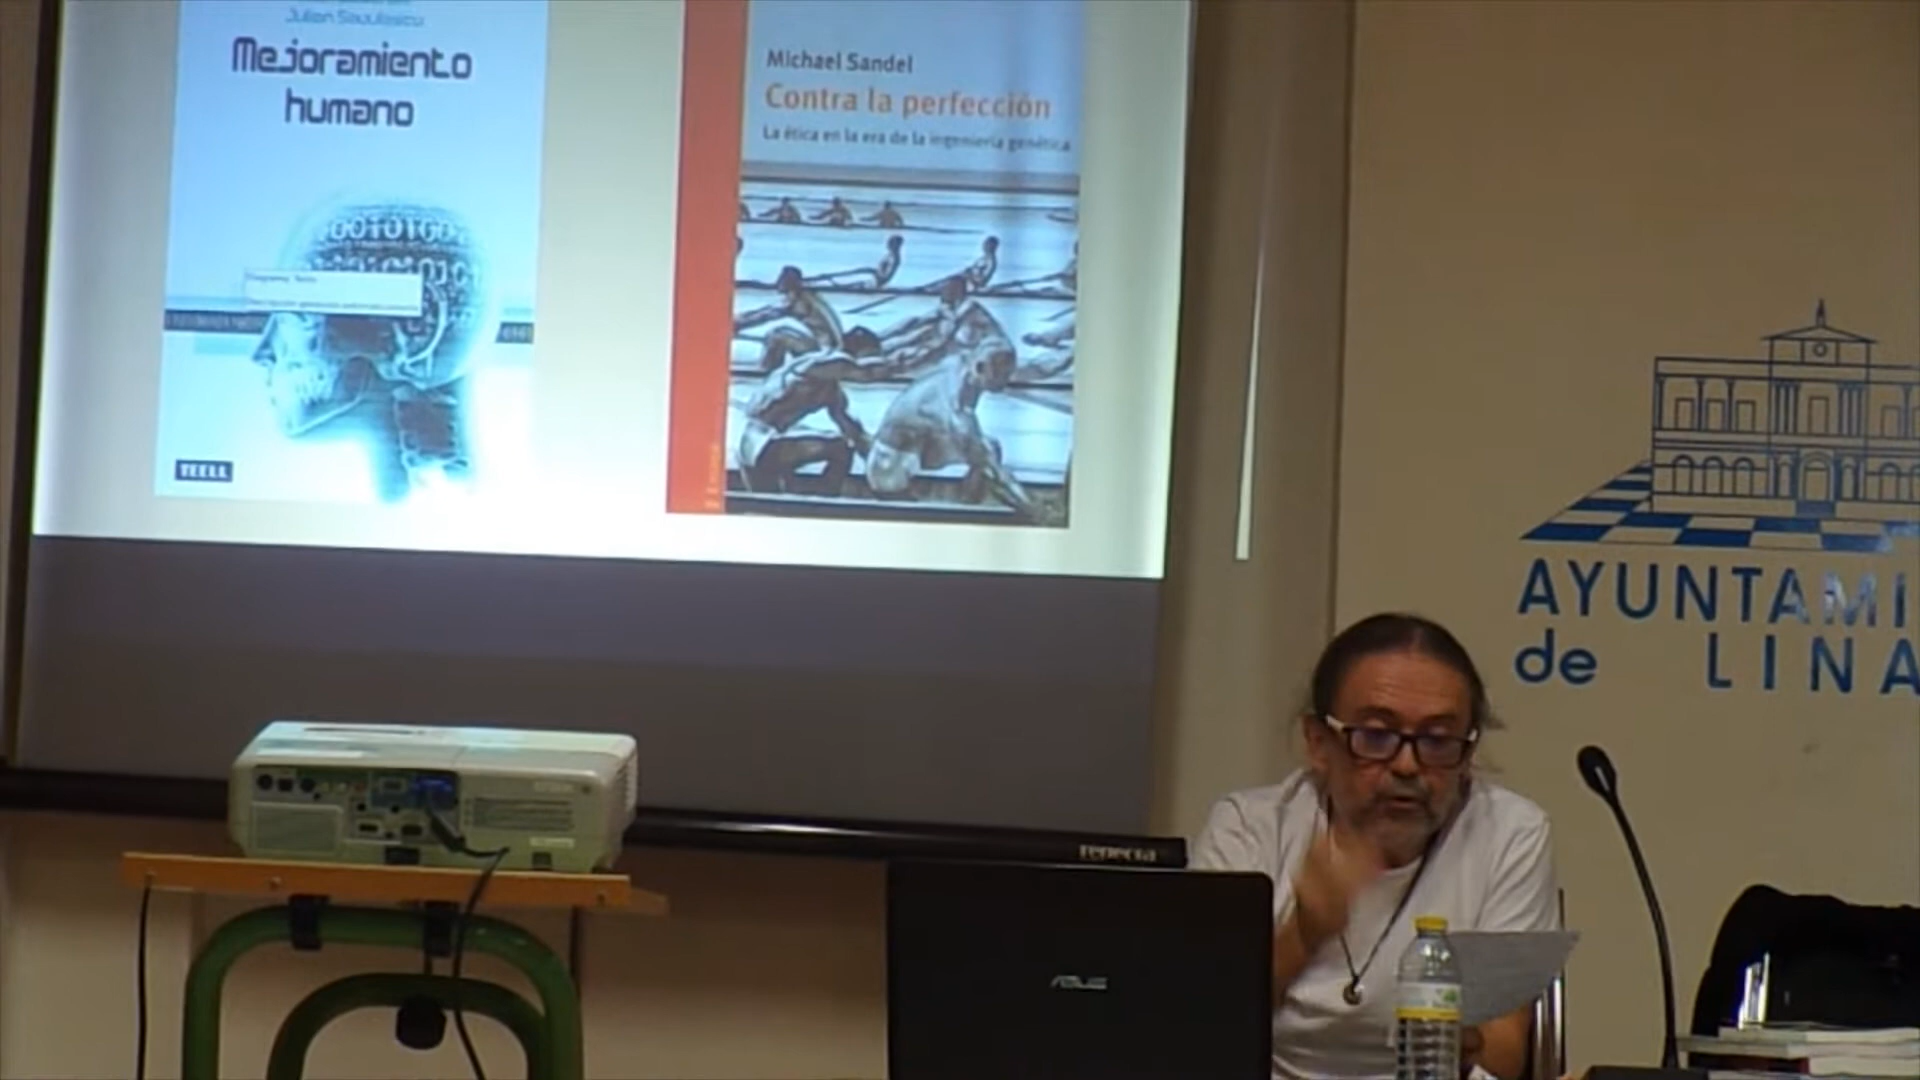 Julian Savulescu
Mejoramiento
humano
TEELL
Michael Sandel
Contra la perfección
La ética en la era de la ingeniería genética
AYUNTAMI
de LINA
ASUS